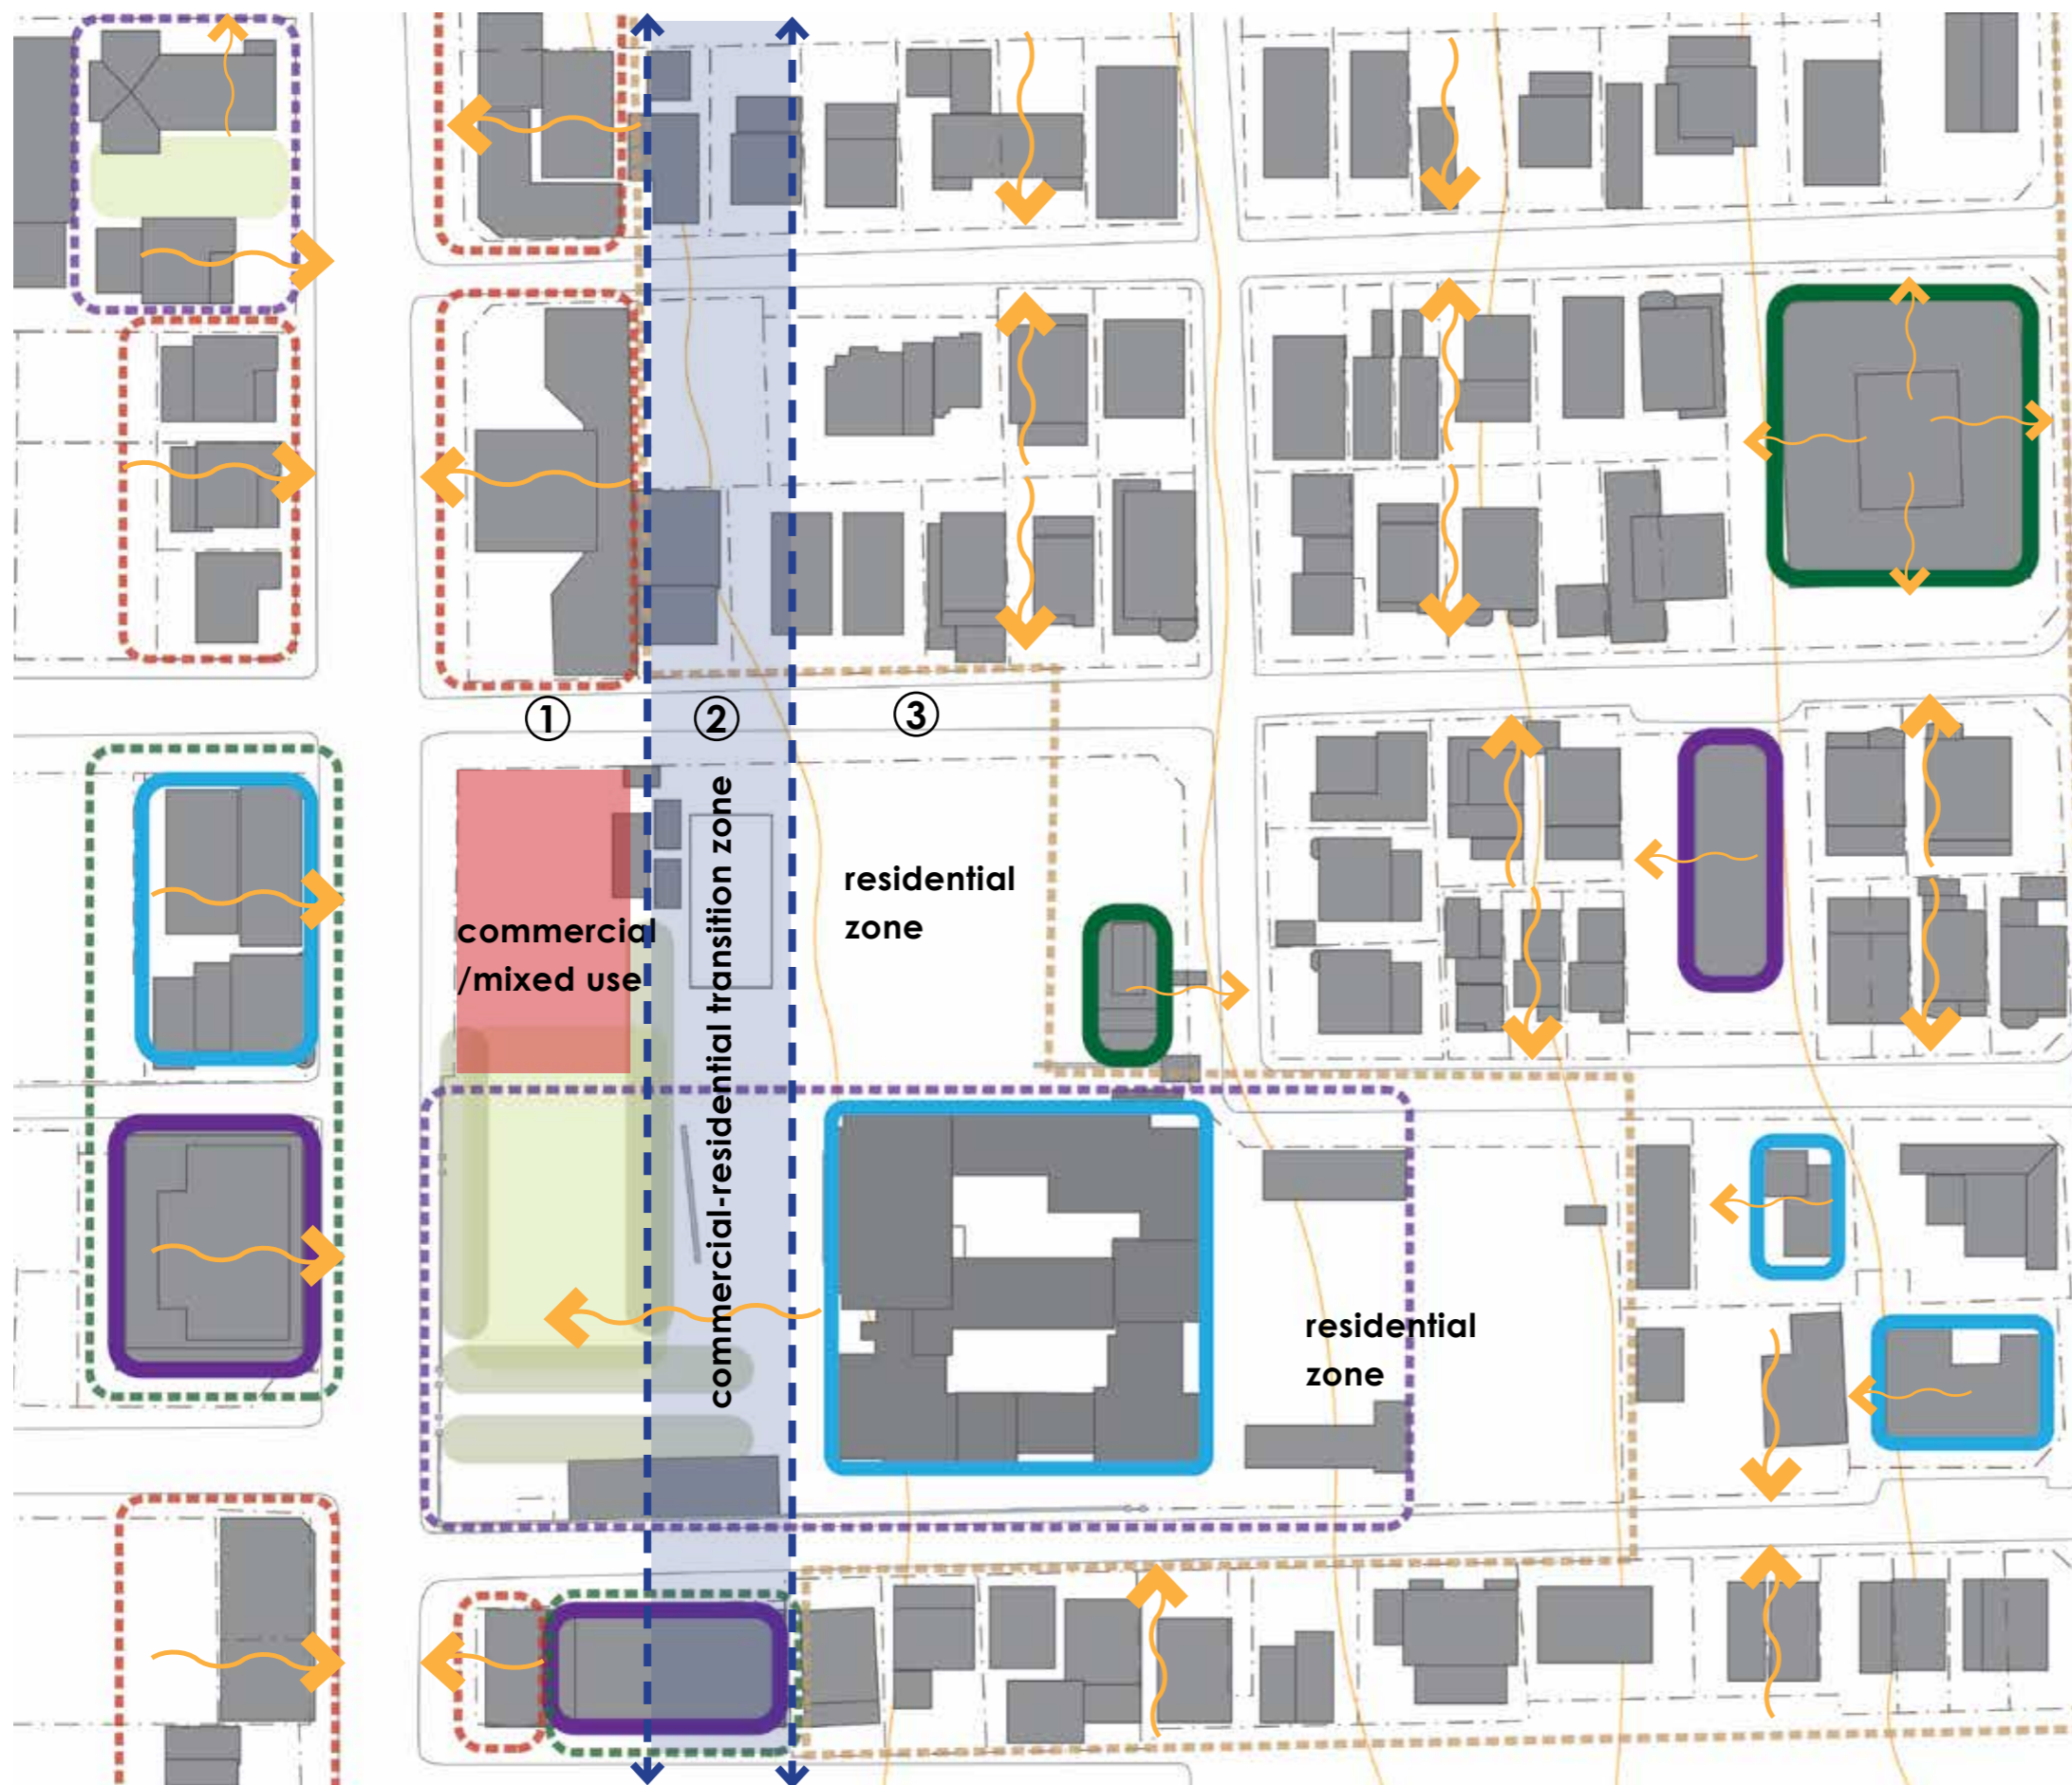 ① ② ③
commercial-residential transition zone
residential
zone
commercial
/mixed use
residential
zone